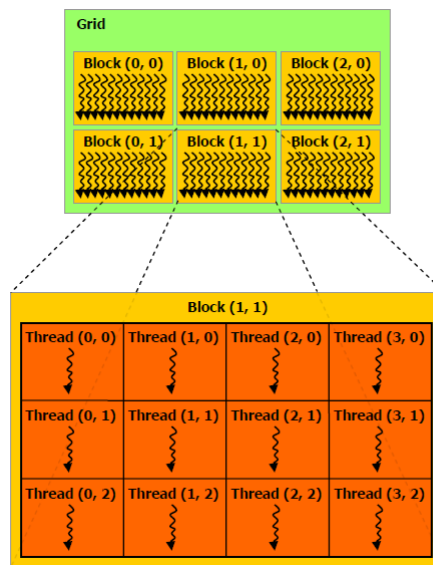 Grid
Block (0, 0) Block (1, 0) Block (2, 0)
Block (0, 1) Block (1, 1) Block (2, 1)
Block (1, 1)
Thread (0, 0) Thread (1, 0) Thread (2, 0) Thread (3, 0)
Thread (0, 1) Thread (1, 1) Thread (2, 1) Thread (3, 1)
Thread (0, 2) Thread (1, 2) Thread (2, 2) Thread (3, 2)